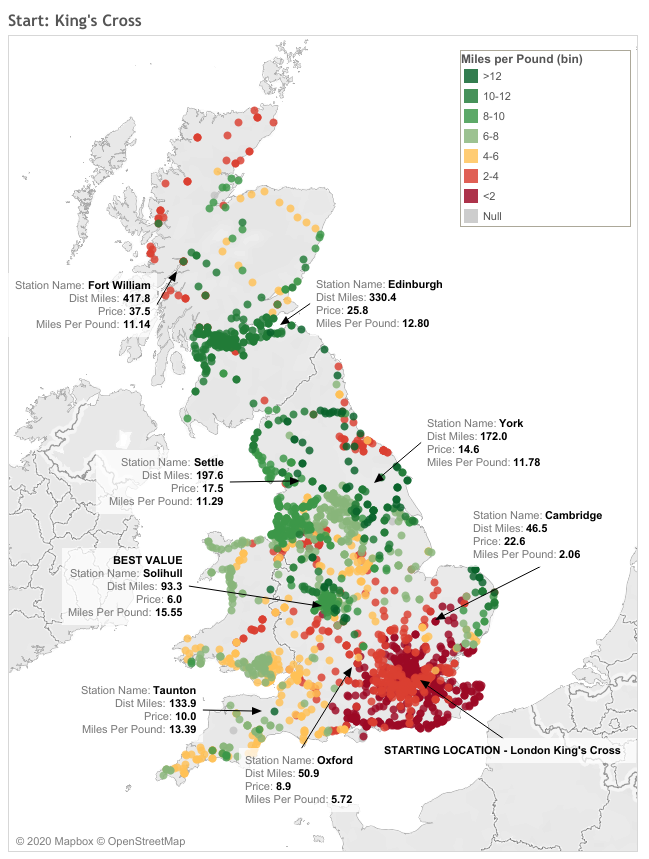 Start: King's Cross
Miles per Pound (bin)
>12
10-12
8-10
6-8
4-6
2-4
<2
Null
Station Name: Fort William
Dist Miles: 417.8
Price: 37.5
Miles Per Pound: 11.14
Station Name: Edinburgh
Dist Miles: 330.4
Price: 25.8
Miles Per Pound: 12.80
Station Name: York
Dist Miles: 172.0
Price: 14.6
Miles Per Pound: 11.78
Station Name: Settle
Dist Miles: 197.6
Price: 17.5
Miles Per Pound: 11.29
Station Name: Cambridge
Dist Miles: 46.5
Price: 22.6
Miles Per Pound: 2.06
BEST VALUE
Station Name: Solihull
Dist Miles: 93.3
Price: 6.0
Miles Per Pound: 15.55
Station Name: Taunton
Dist Miles: 133.9
Price: 10.0
Miles Per Pound: 13.39
STARTING LOCATION - London King's Cross
Station Name: Oxford
Dist Miles: 50.9
Price: 8.9
Miles Per Pound: 5.72
© 2020 Mapbox © OpenStreetMap